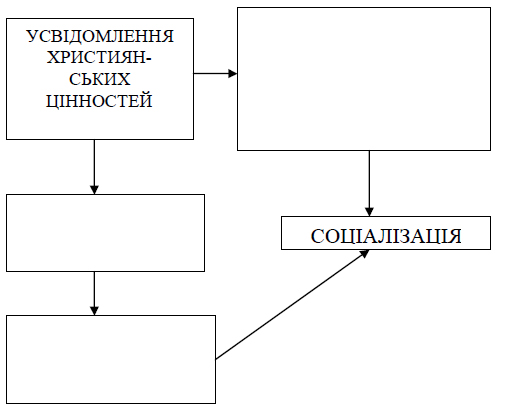 УСВІДОМЛЕННЯ
ХРИСТИЯН-
СЬКИХ
ЦІННОСТЕЙ
СОЦІАЛІЗАЦІЯ